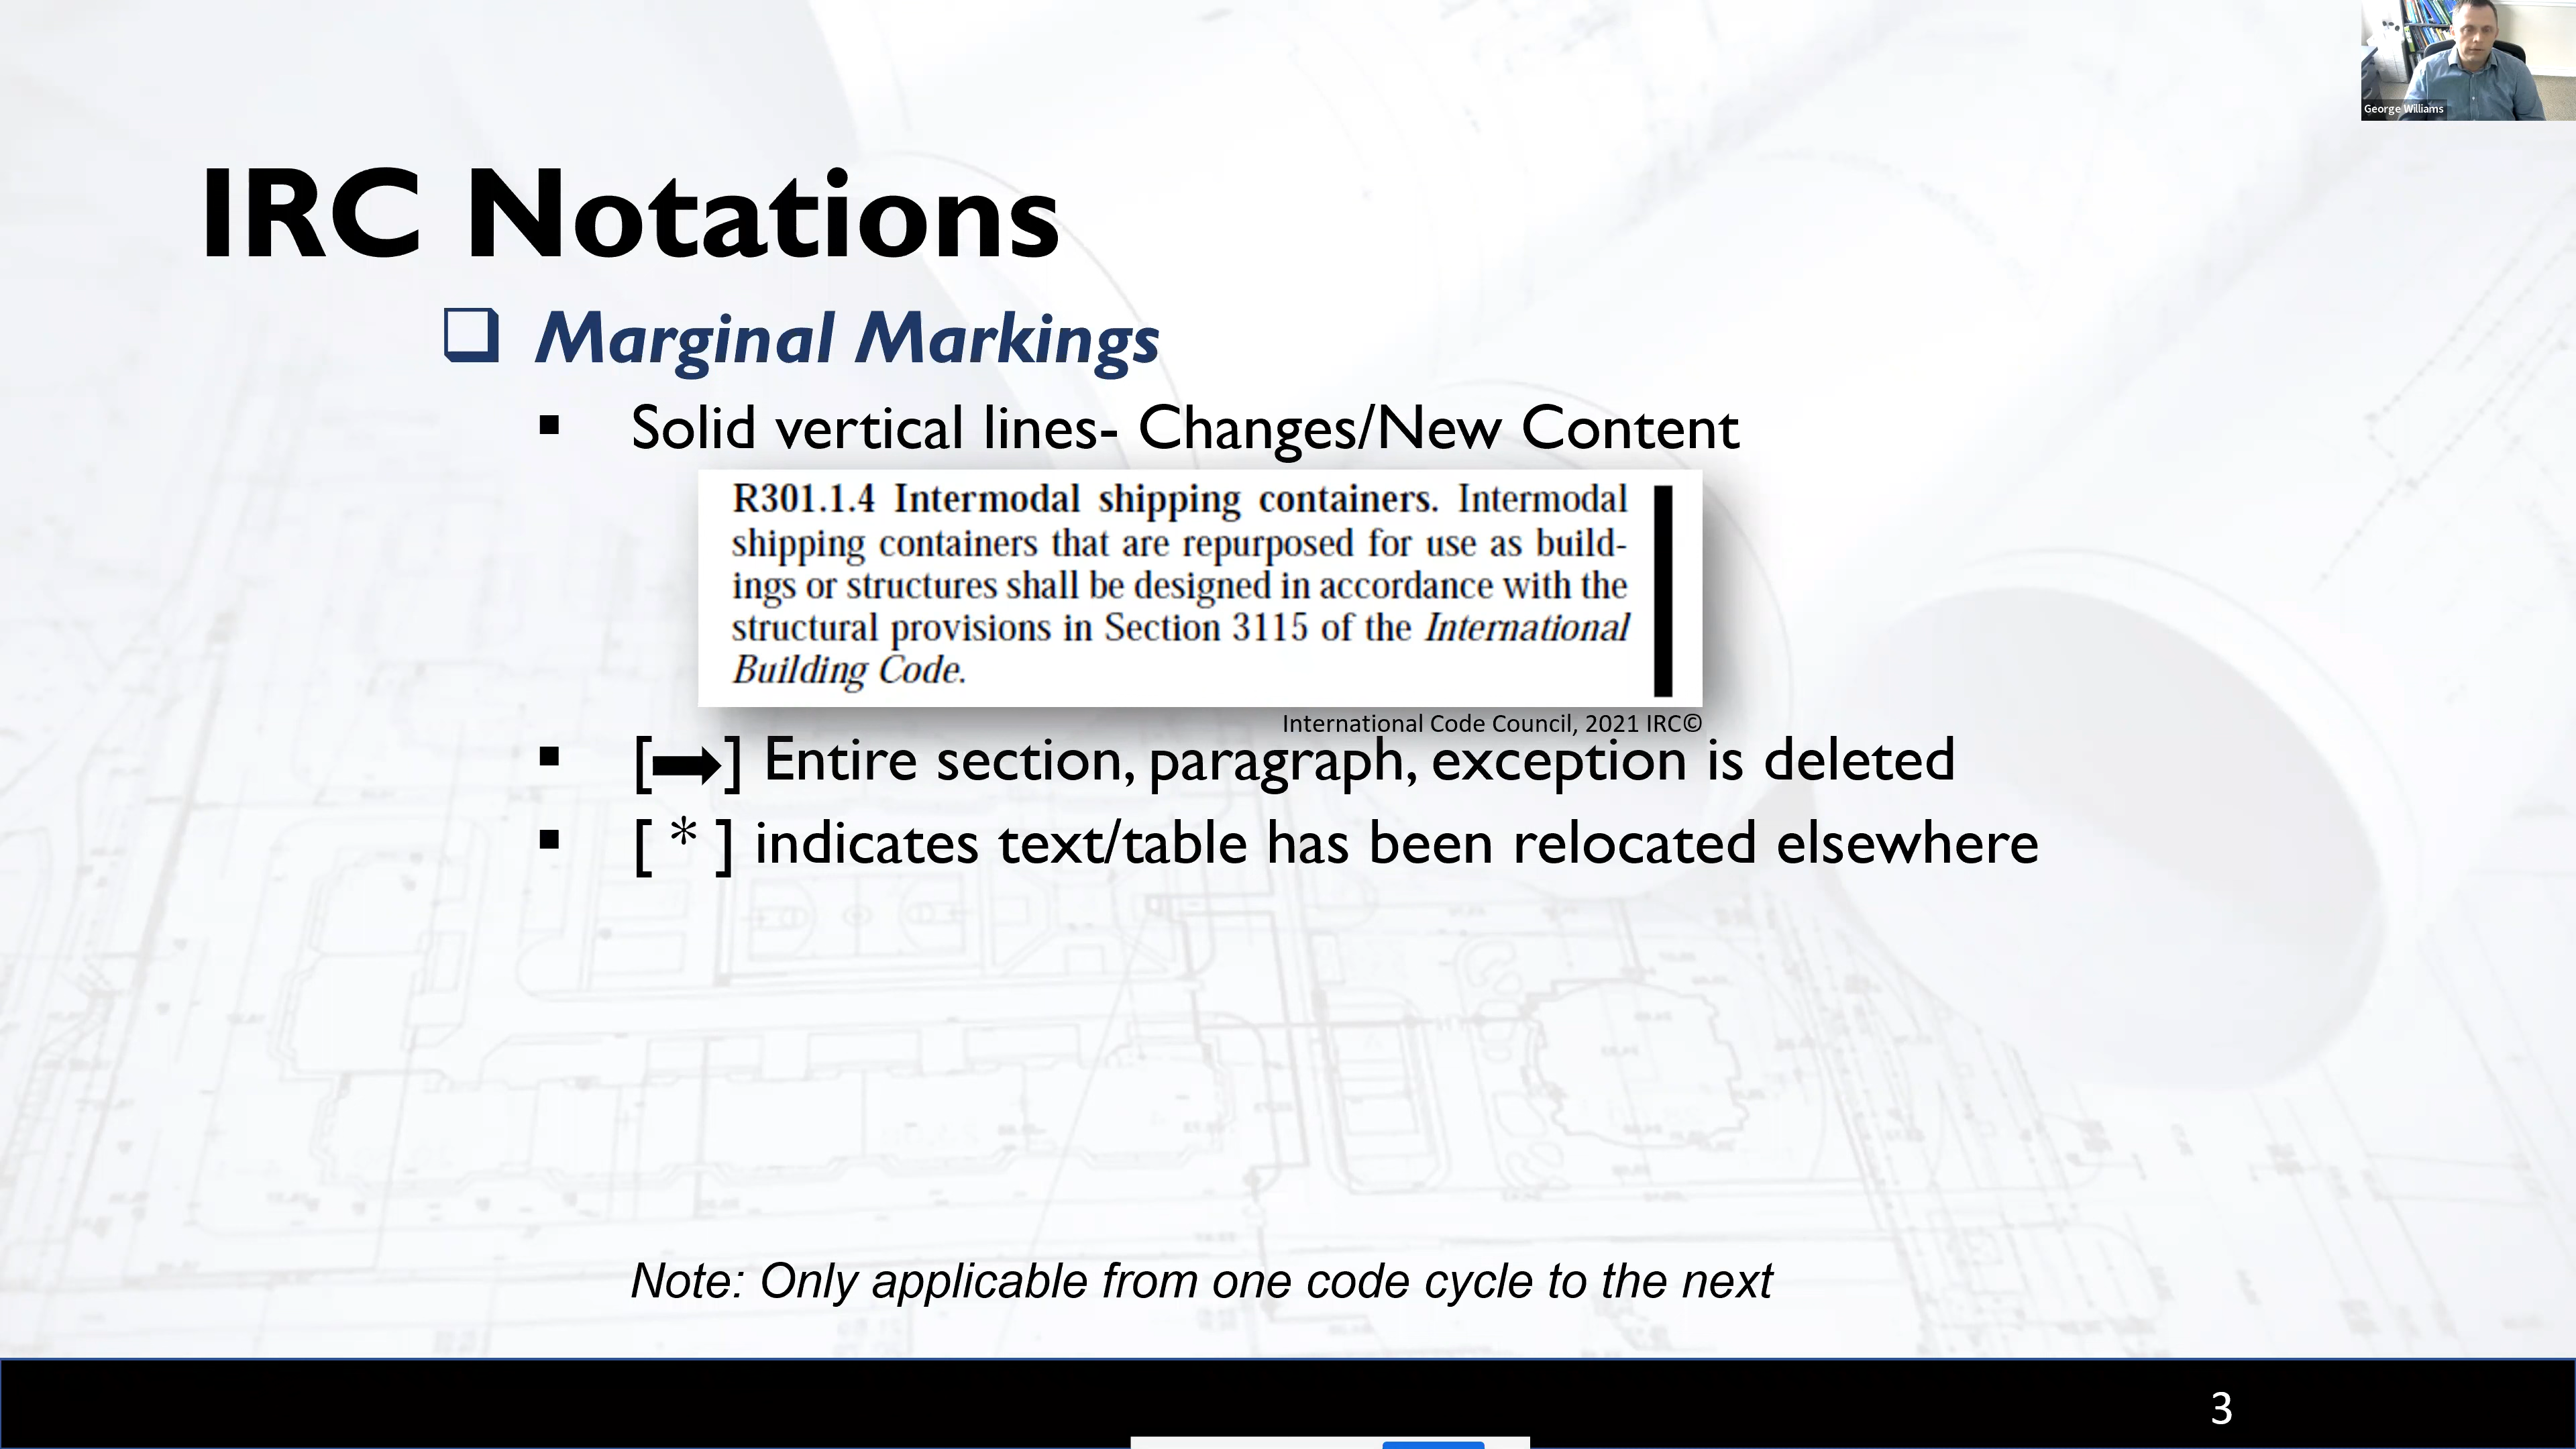 George Williams
IRC Notations
❑ Marginal Markings
▪ Solid vertical lines- Changes/New Content
R301.1.4 Intermodal shipping containers. Intermodal
shipping containers that are repurposed for use as build-
ings or structures shall be designed in accordance with the
structural provisions in Section 3115 of the International
Building Code.
International Code Council, 2021 IRC©
▪ [➡] Entire section, paragraph, exception is deleted
▪ [ * ] indicates text/table has been relocated elsewhere
Note: Only applicable from one code cycle to the next
3